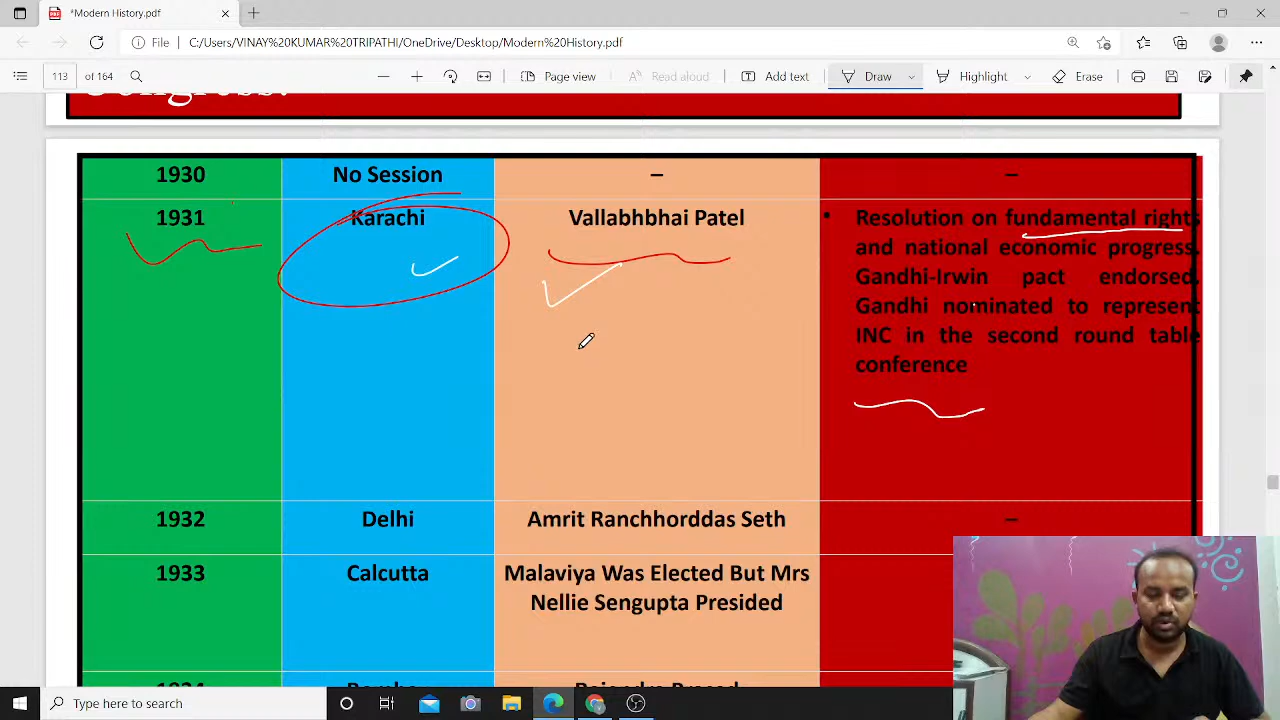 *Modern History.pdf
File
C:/Users/VINAY%20KUMAR%20TRIPATHI/OneDrive/Desktop/Modern%20History.pdf
113 of 164
Page view
Read aloud
Add text
Draw
Highlight
Erase
Congress.
1930 No Session – –
1931 Karachi Vallabhbhai Patel • Resolution on fundamental rights
and national economic progress.
Gandhi-Irwin pact endorsed.
Gandhi nominated to represent
INC in the second round table
conference
1932 Delhi Amrit Ranchhorddas Seth –
1933 Calcutta Malaviya Was Elected But Mrs
Nellie Sengupta Presided
Type here to search